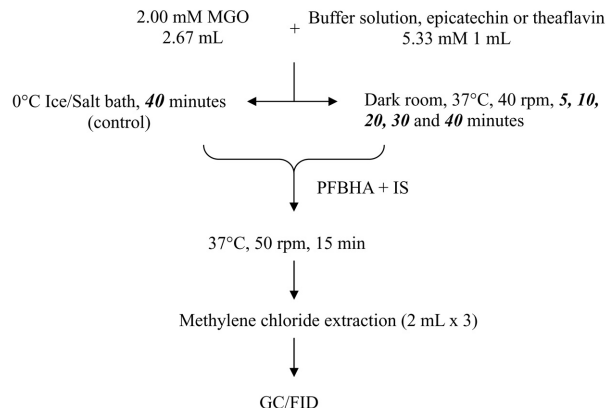 2.00 mM MGO
2.67 mL
+
Buffer solution, epicatechin or theaflavin
5.33 mM 1 mL
0°C Ice/Salt bath, 40 minutes
(control)
Dark room, 37°C, 40 rpm, 5, 10,
20, 30 and 40 minutes
PFBHA + IS
37°C, 50 rpm, 15 min
Methylene chloride extraction (2 mL x 3)
GC/FID